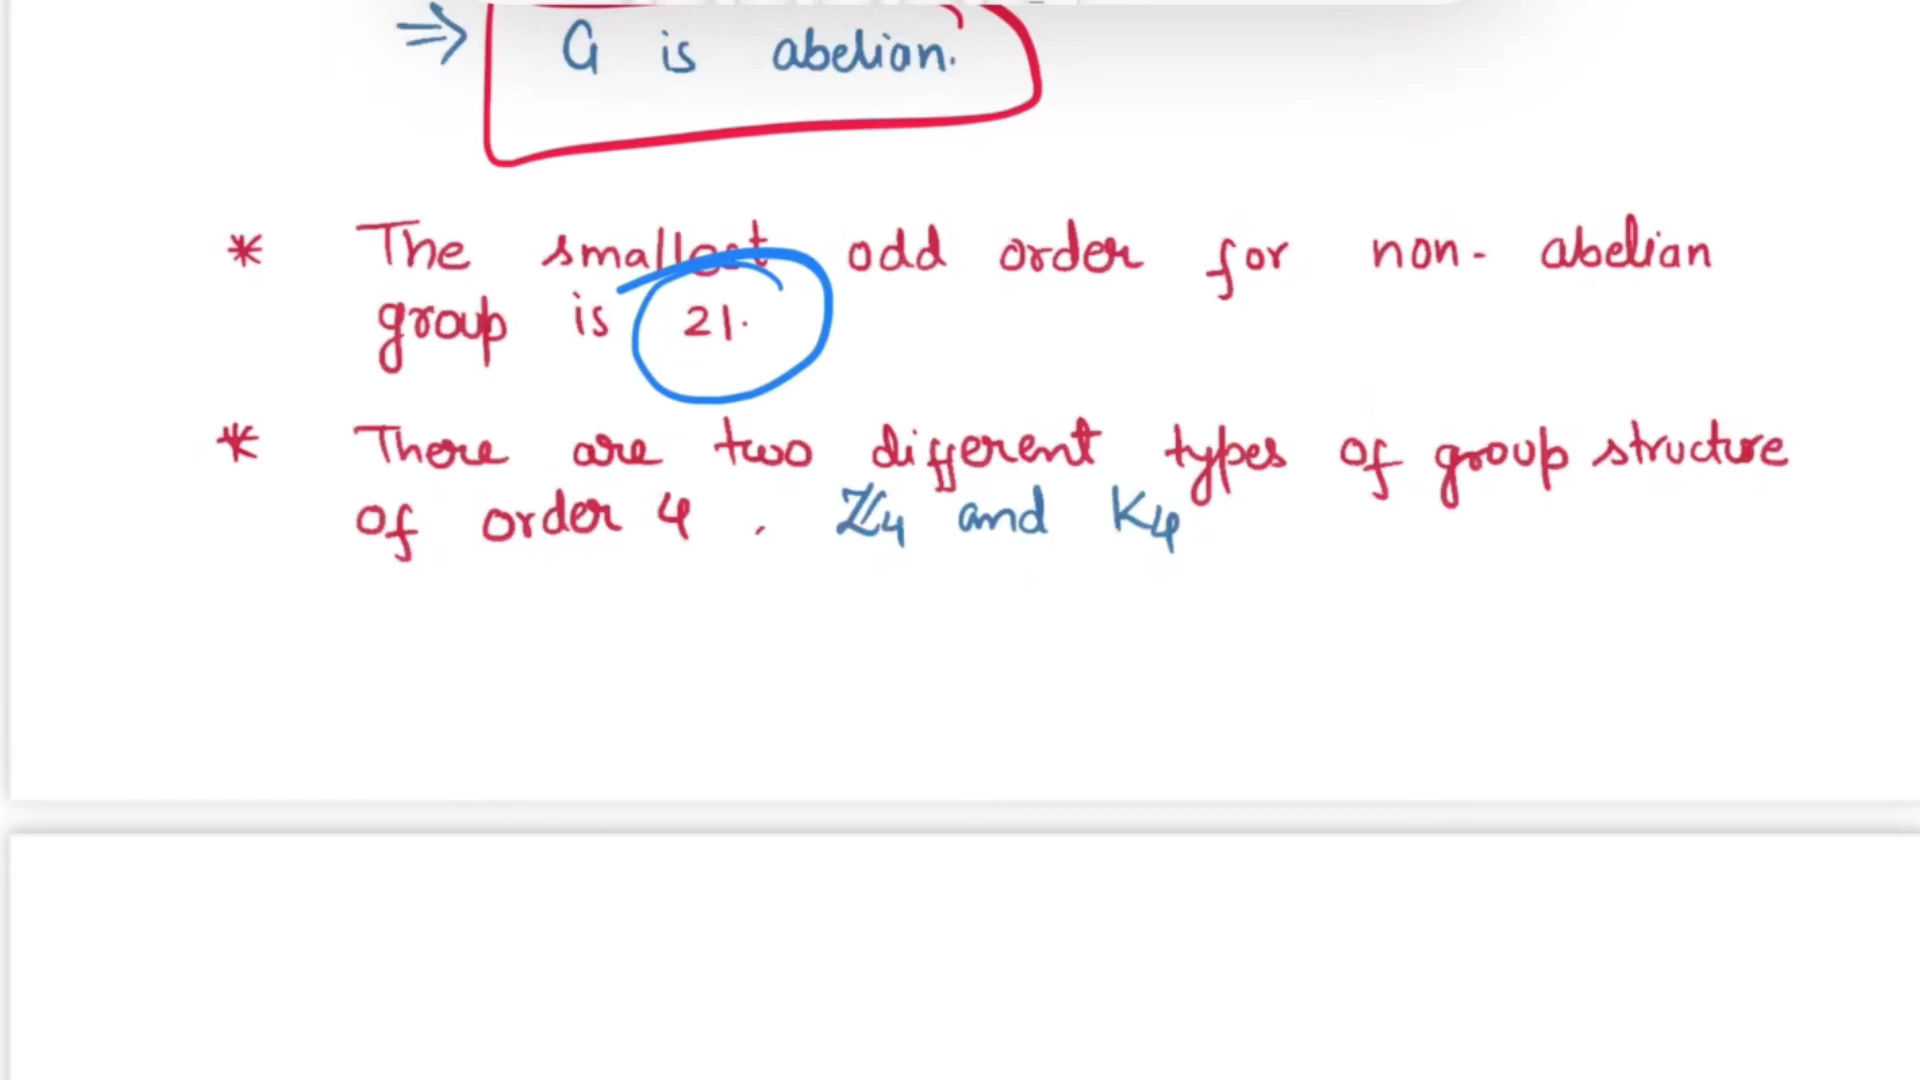 ⇒ G is abelian.
* The smallest odd order for non- abelian
group is 21.
* There are two different types of group structure
of order 4 . ℤ4 and K4